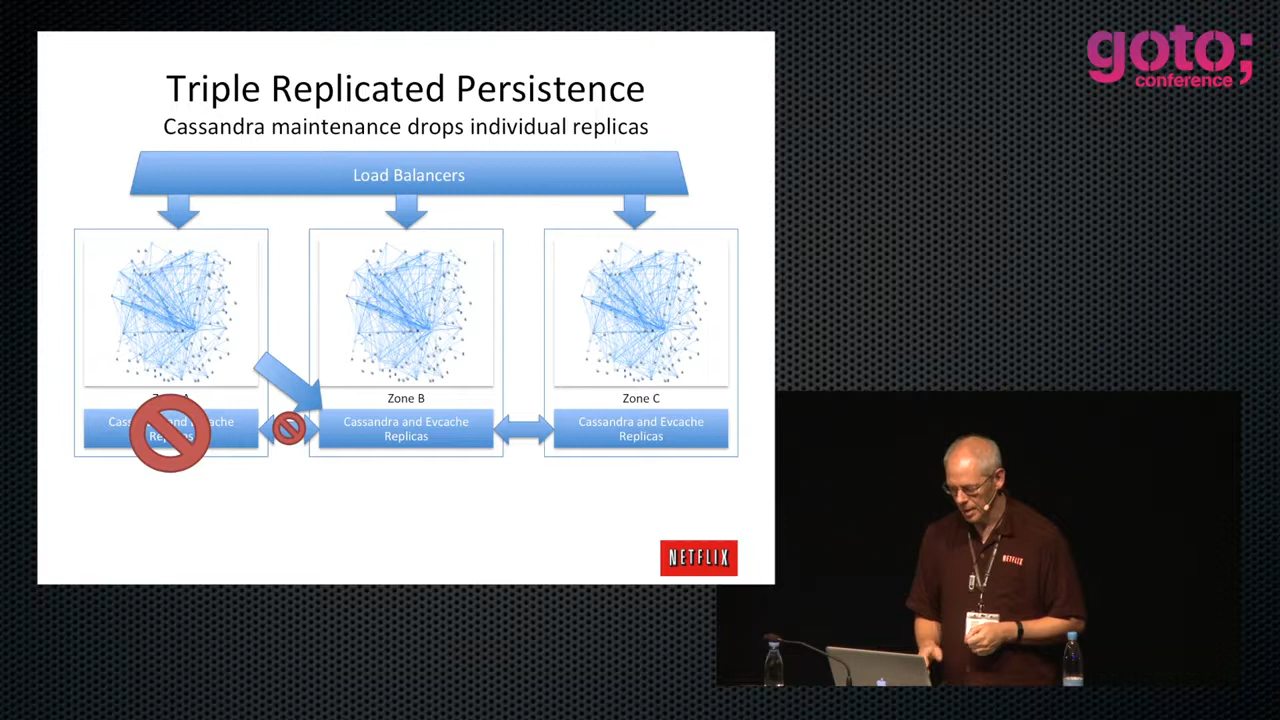 goto;
conference
Triple Replicated Persistence
Cassandra maintenance drops individual replicas
Load Balancers
Zone B
Zone C
Cassandra and Evcache
Replicas
Cassandra and Evcache
Replicas
NETFLIX
NETFLIX